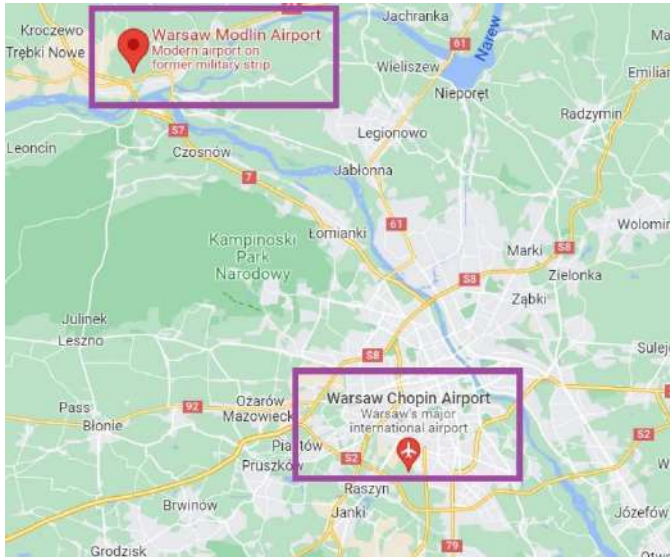 Kroczewo
Trębki Nowe
Warsaw Modlin Airport
Modern airport on
former military strip
Jachranka
61
Narew
Wieliszew
Nieporęt
Emilian
Radzymin
Legionowo
S7
Leoncin
Czosnów
Jabłonna
7
Łomianki
61
Wolomin
Kampinoski
Park
Narodowy
Marki
S8
S8
Zielonka
Ząbki
Julinek
Leszno
S8
Sulej
Warsaw Chopin Airport
Warsaw's major
international airport
Pass
92
Ożarów
Mazowieck
Błonie
Piastów
S2
S2
Pruszków
Raszyn
Brwinów
Janki
Józefów
79
Grodzisk